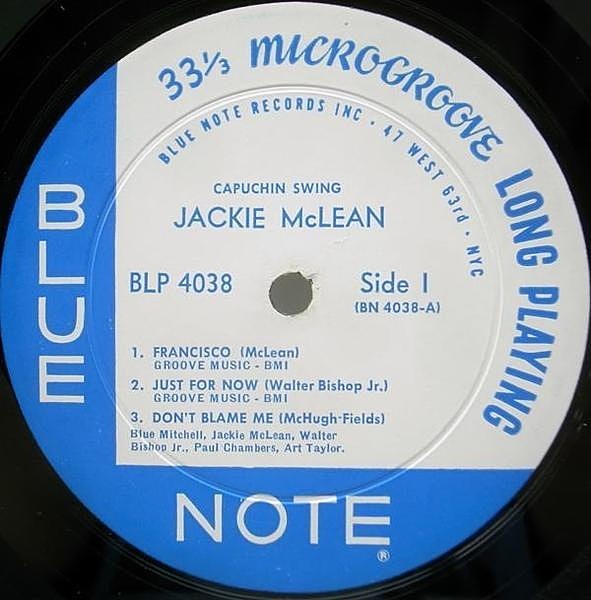 33⅓ MICROGROOVE LONG PLAYING
BLUE NOTE RECORDS INC · 47 WEST 63rd · NYC
CAPUCHIN SWING
JACKIE McLEAN
BLP 4038
Side 1
(BN 4038-A)
1. FRANCISCO (McLean)
GROOVE MUSIC - BMI
2. JUST FOR NOW (Walter Bishop Jr.)
GROOVE MUSIC - BMI
3. DON'T BLAME ME (McHugh-Fields)
Blue Mitchell, Jackie McLean, Walter
Bishop Jr., Paul Chambers, Art Taylor.
BLUE
NOTE
®